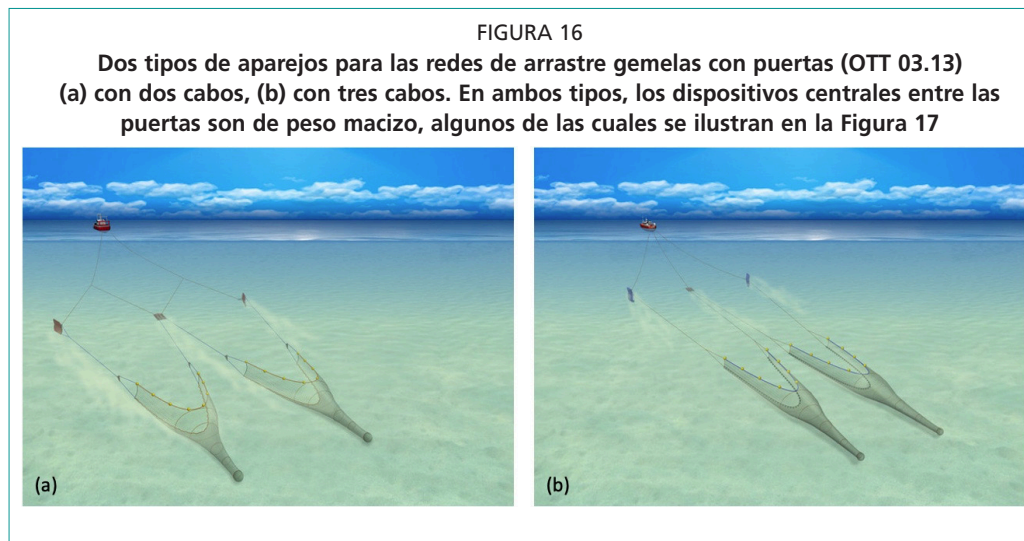 FIGURA 16
Dos tipos de aparejos para las redes de arrastre gemelas con puertas (OTT 03.13)
(a) con dos cabos, (b) con tres cabos. En ambos tipos, los dispositivos centrales entre las
puertas son de peso macizo, algunos de las cuales se ilustran en la Figura 17
(a)
(b)